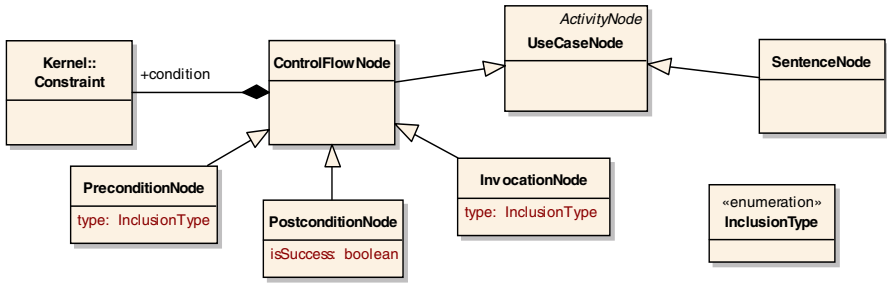 Kernel::
Constraint
+condition
ControlFlowNode
ActivityNode
UseCaseNode
SentenceNode
PreconditionNode
type: InclusionType
PostconditionNode
isSuccess: boolean
InvocationNode
type: InclusionType
«enumeration»
InclusionType